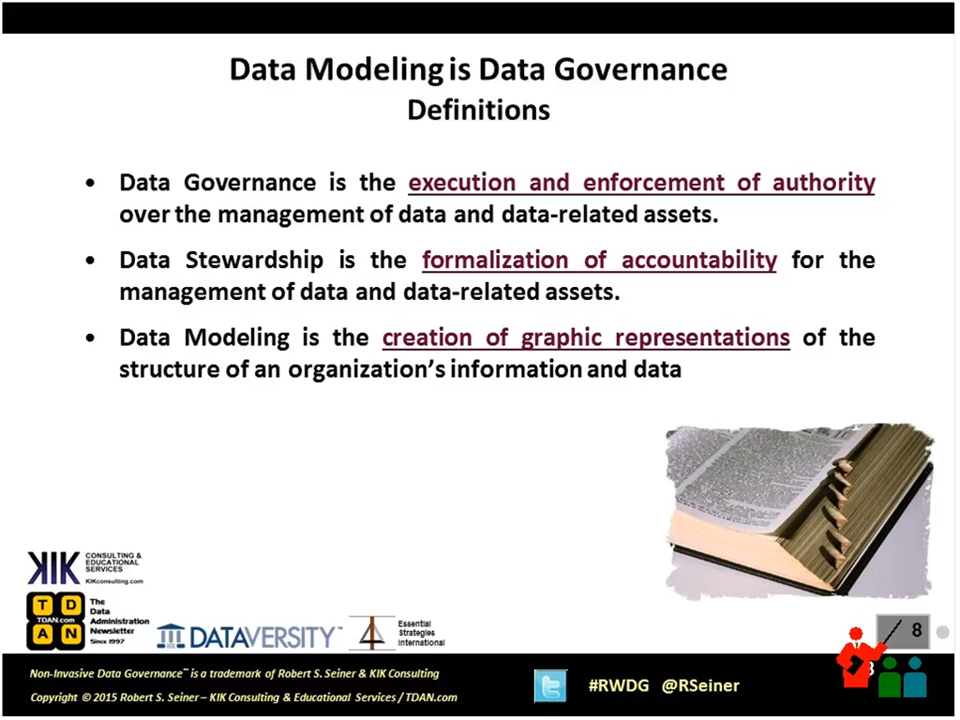 Data Modeling is Data Governance
Definitions
• Data Governance is the execution and enforcement of authority
over the management of data and data-related assets.
• Data Stewardship is the formalization of accountability for the
management of data and data-related assets.
• Data Modeling is the creation of graphic representations of the
structure of an organization’s information and data
KIK CONSULTING &
EDUCATIONAL
SERVICES
KIKconsulting.com
T D
TDAN.com
A N
The
Data
Administration
Newsletter
Since 1997
DATAVERSITY™
Essential
Strategies
International
8
Non-Invasive Data Governance™ is a trademark of Robert S. Seiner & KIK Consulting
Copyright © 2015 Robert S. Seiner – KIK Consulting & Educational Services / TDAN.com
#RWDG @RSeiner